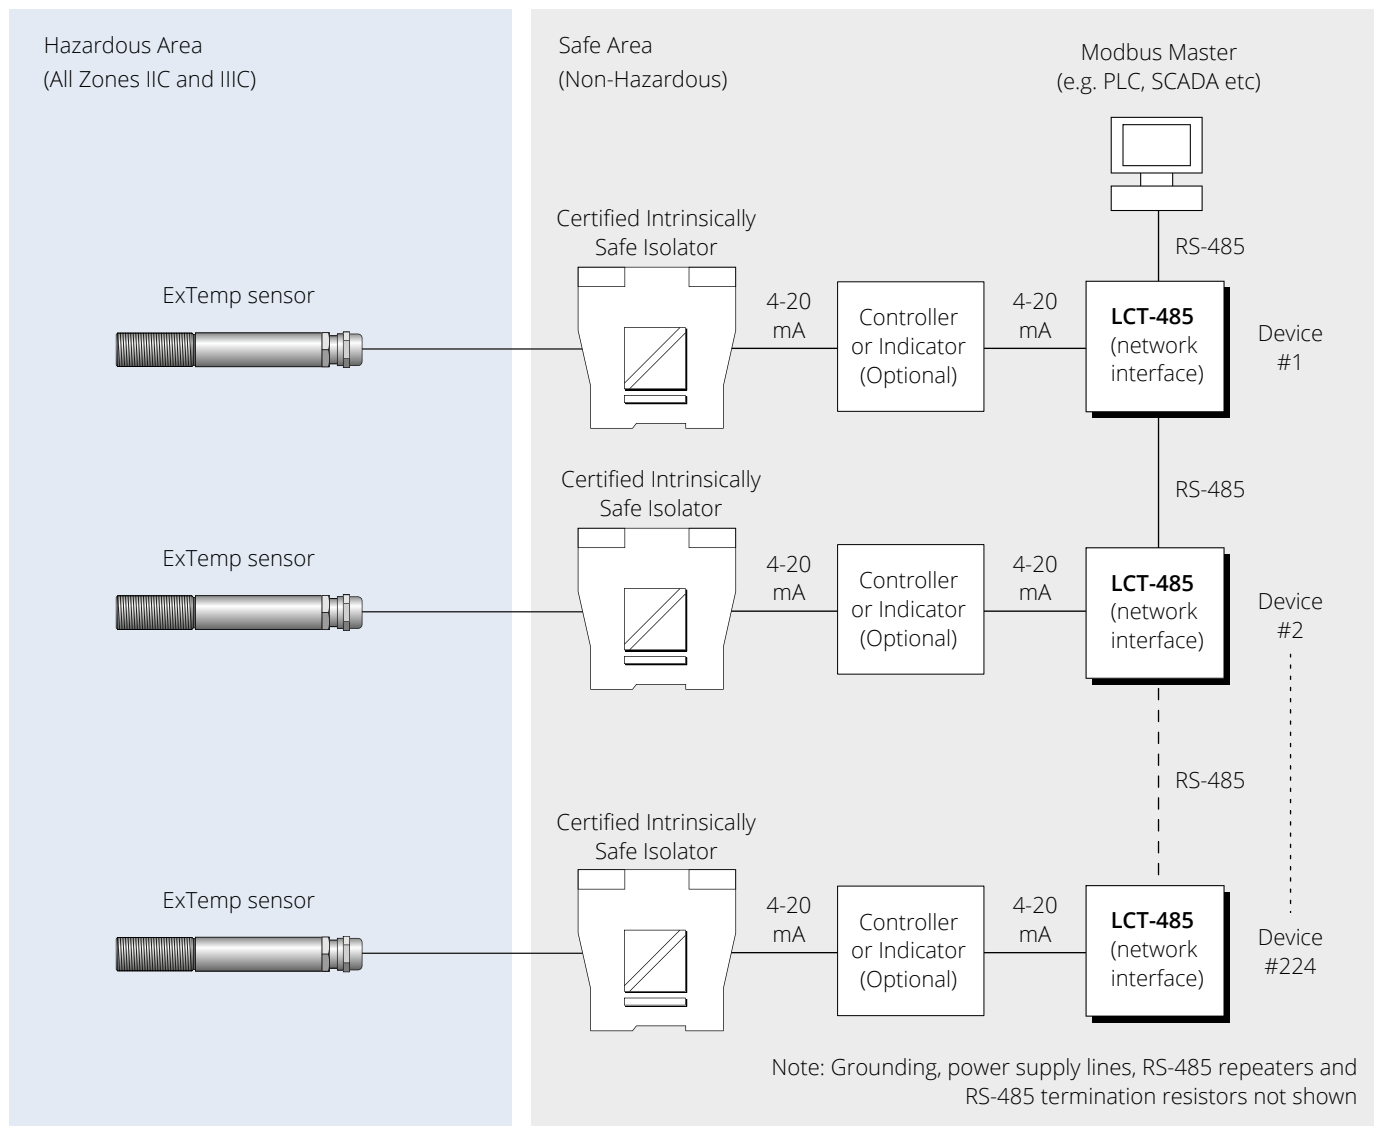 Hazardous Area
(All Zones IIC and IIIC)
Safe Area
(Non-Hazardous)
Modbus Master
(e.g. PLC, SCADA etc)
RS-485
Certified Intrinsically
Safe Isolator
ExTemp sensor
4-20
mA
Controller
or Indicator
(Optional)
4-20
mA
LCT-485
(network
interface)
Device
#1
RS-485
Certified Intrinsically
Safe Isolator
ExTemp sensor
4-20
mA
Controller
or Indicator
(Optional)
4-20
mA
LCT-485
(network
interface)
Device
#2
RS-485
Certified Intrinsically
Safe Isolator
ExTemp sensor
4-20
mA
Controller
or Indicator
(Optional)
4-20
mA
LCT-485
(network
interface)
Device
#224
Note: Grounding, power supply lines, RS-485 repeaters and
RS-485 termination resistors not shown